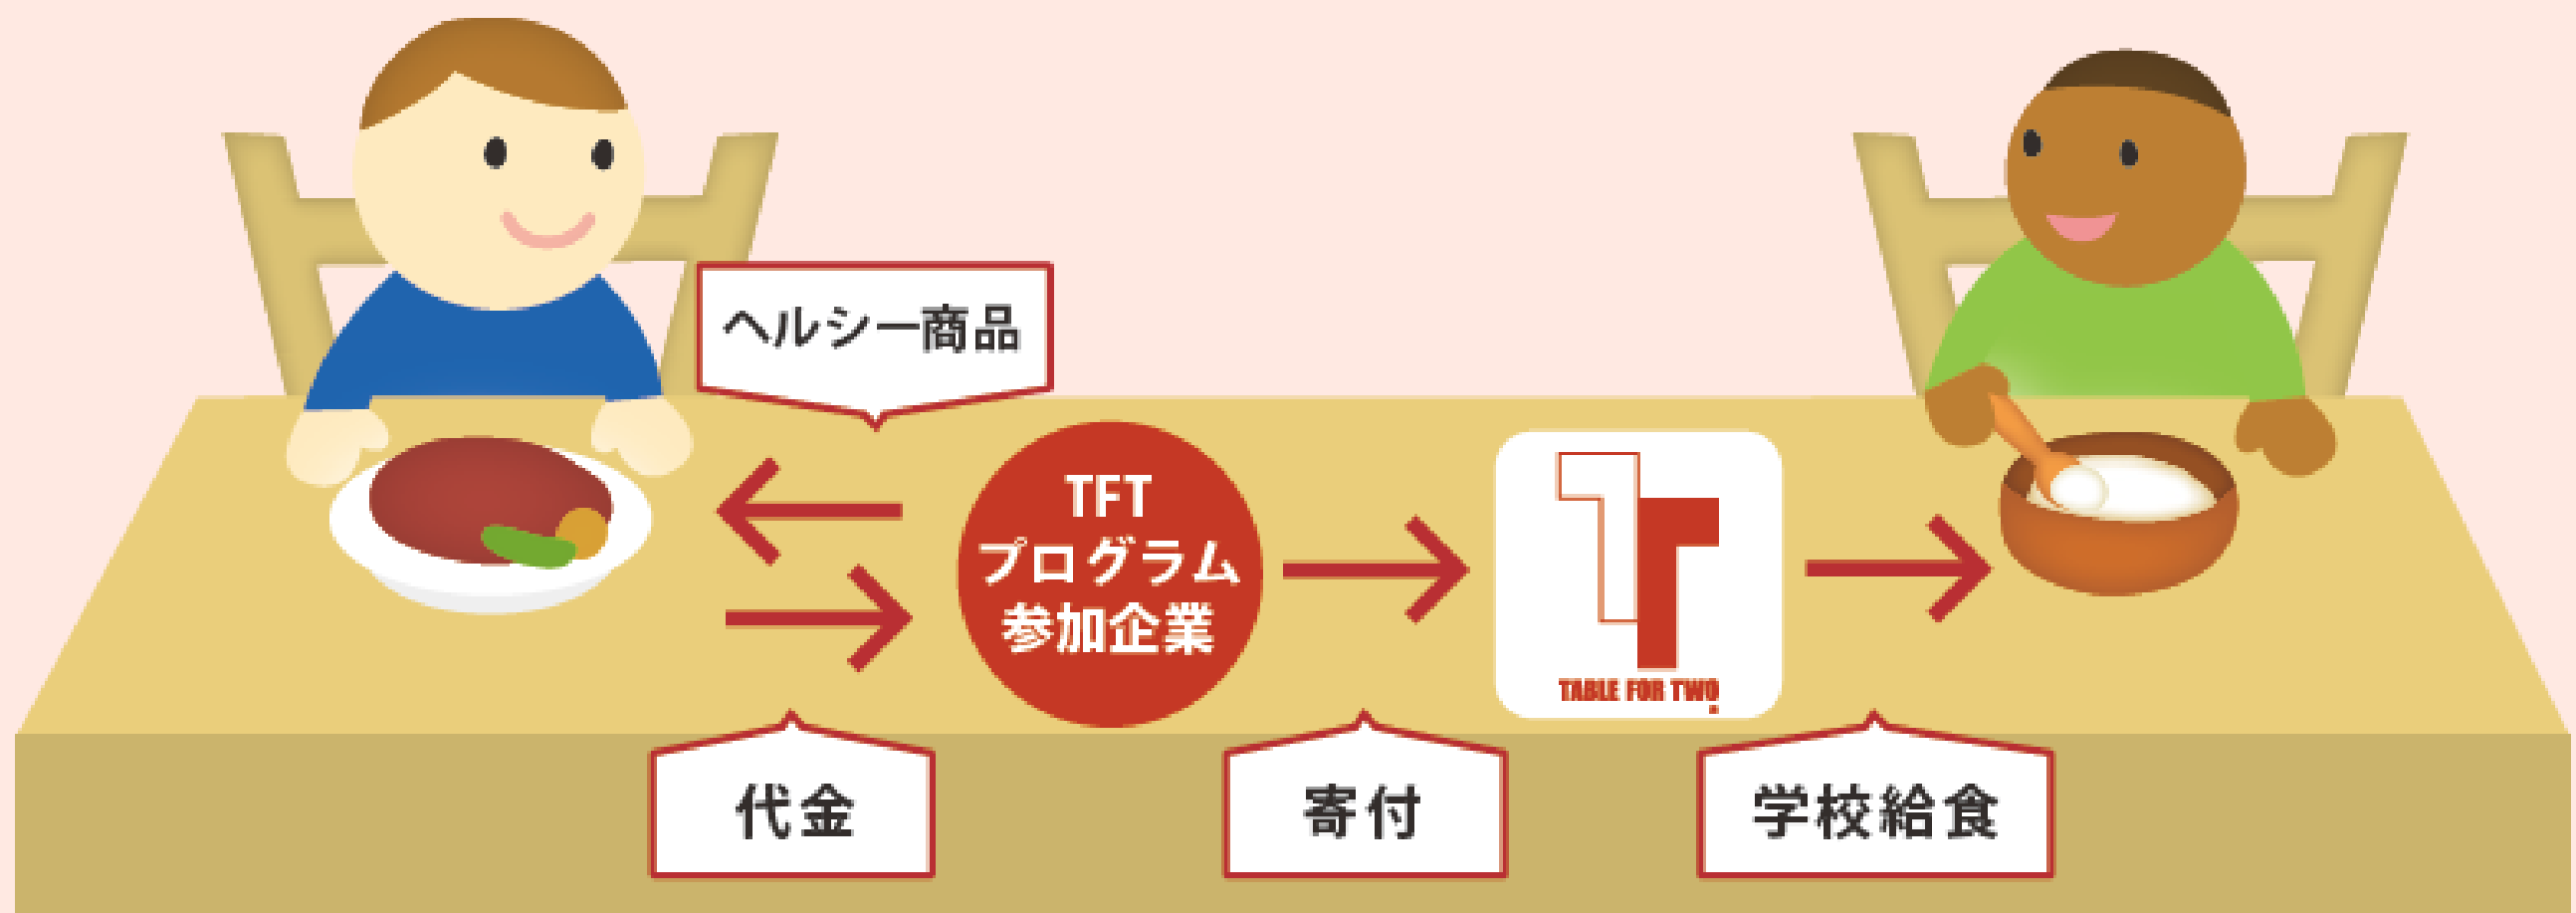 ヘルシー商品
TFT
プログラム
参加企業
TABLE FOR TWO
代金
寄付
学校給食